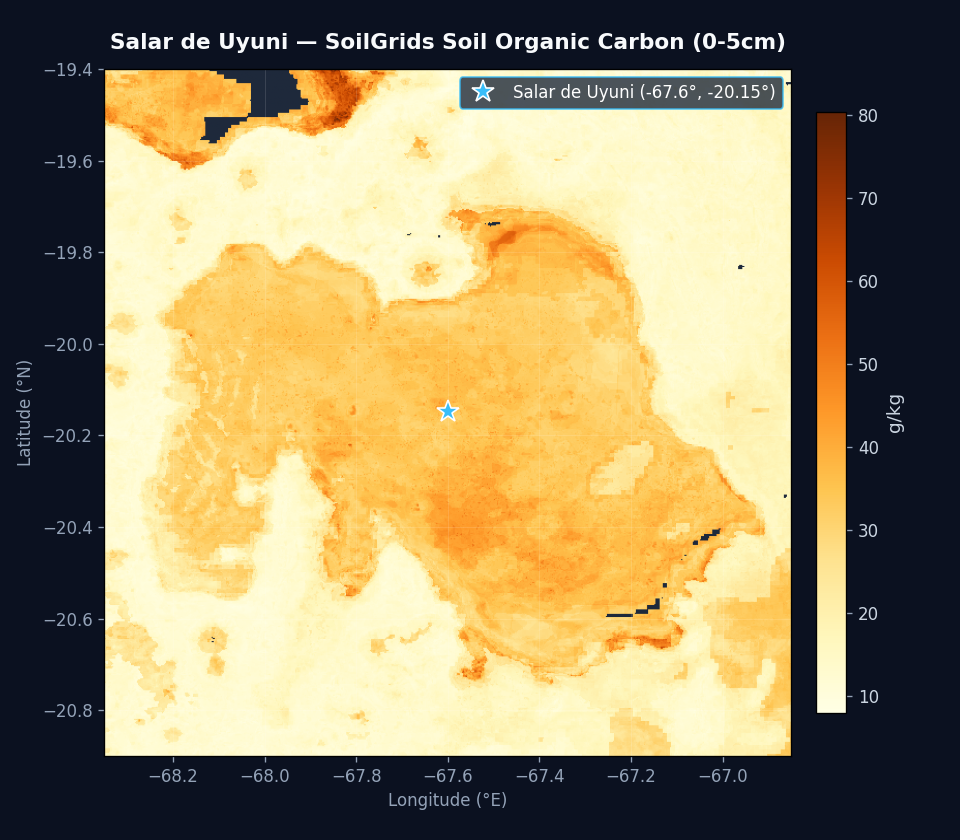 Salar de Uyuni — SoilGrids Soil Organic Carbon (0-5cm)
Salar de Uyuni (-67.6°, -20.15°)
−19.4
−19.6
−19.8
−20.0
−20.2
−20.4
−20.6
−20.8
Latitude (°N)
−68.2 −68.0 −67.8 −67.6 −67.4 −67.2 −67.0
Longitude (°E)
80
70
60
50
40
30
20
10
g/kg